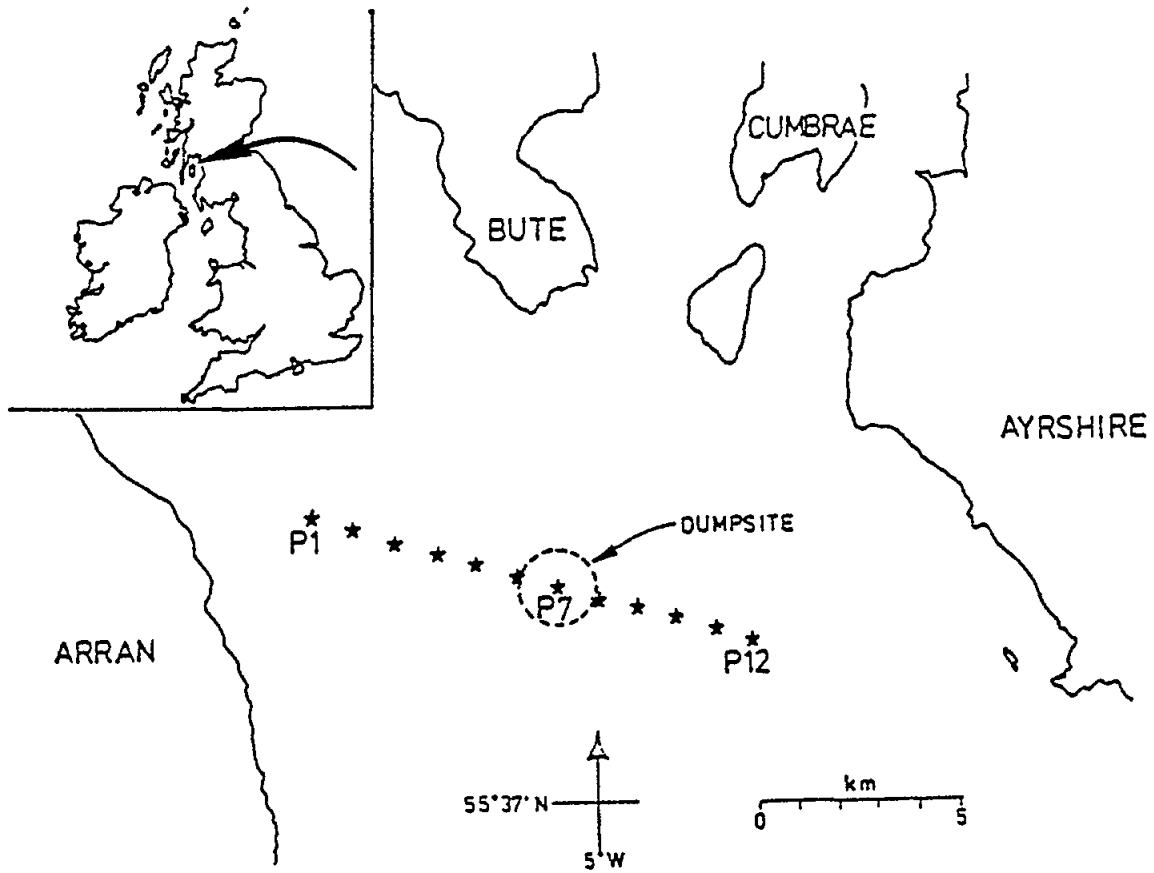 CUMBRAE
BUTE
AYRSHIRE
DUMPSITE
P1
P7
ARRAN
P12
km
55°37'N
0 5
5°W